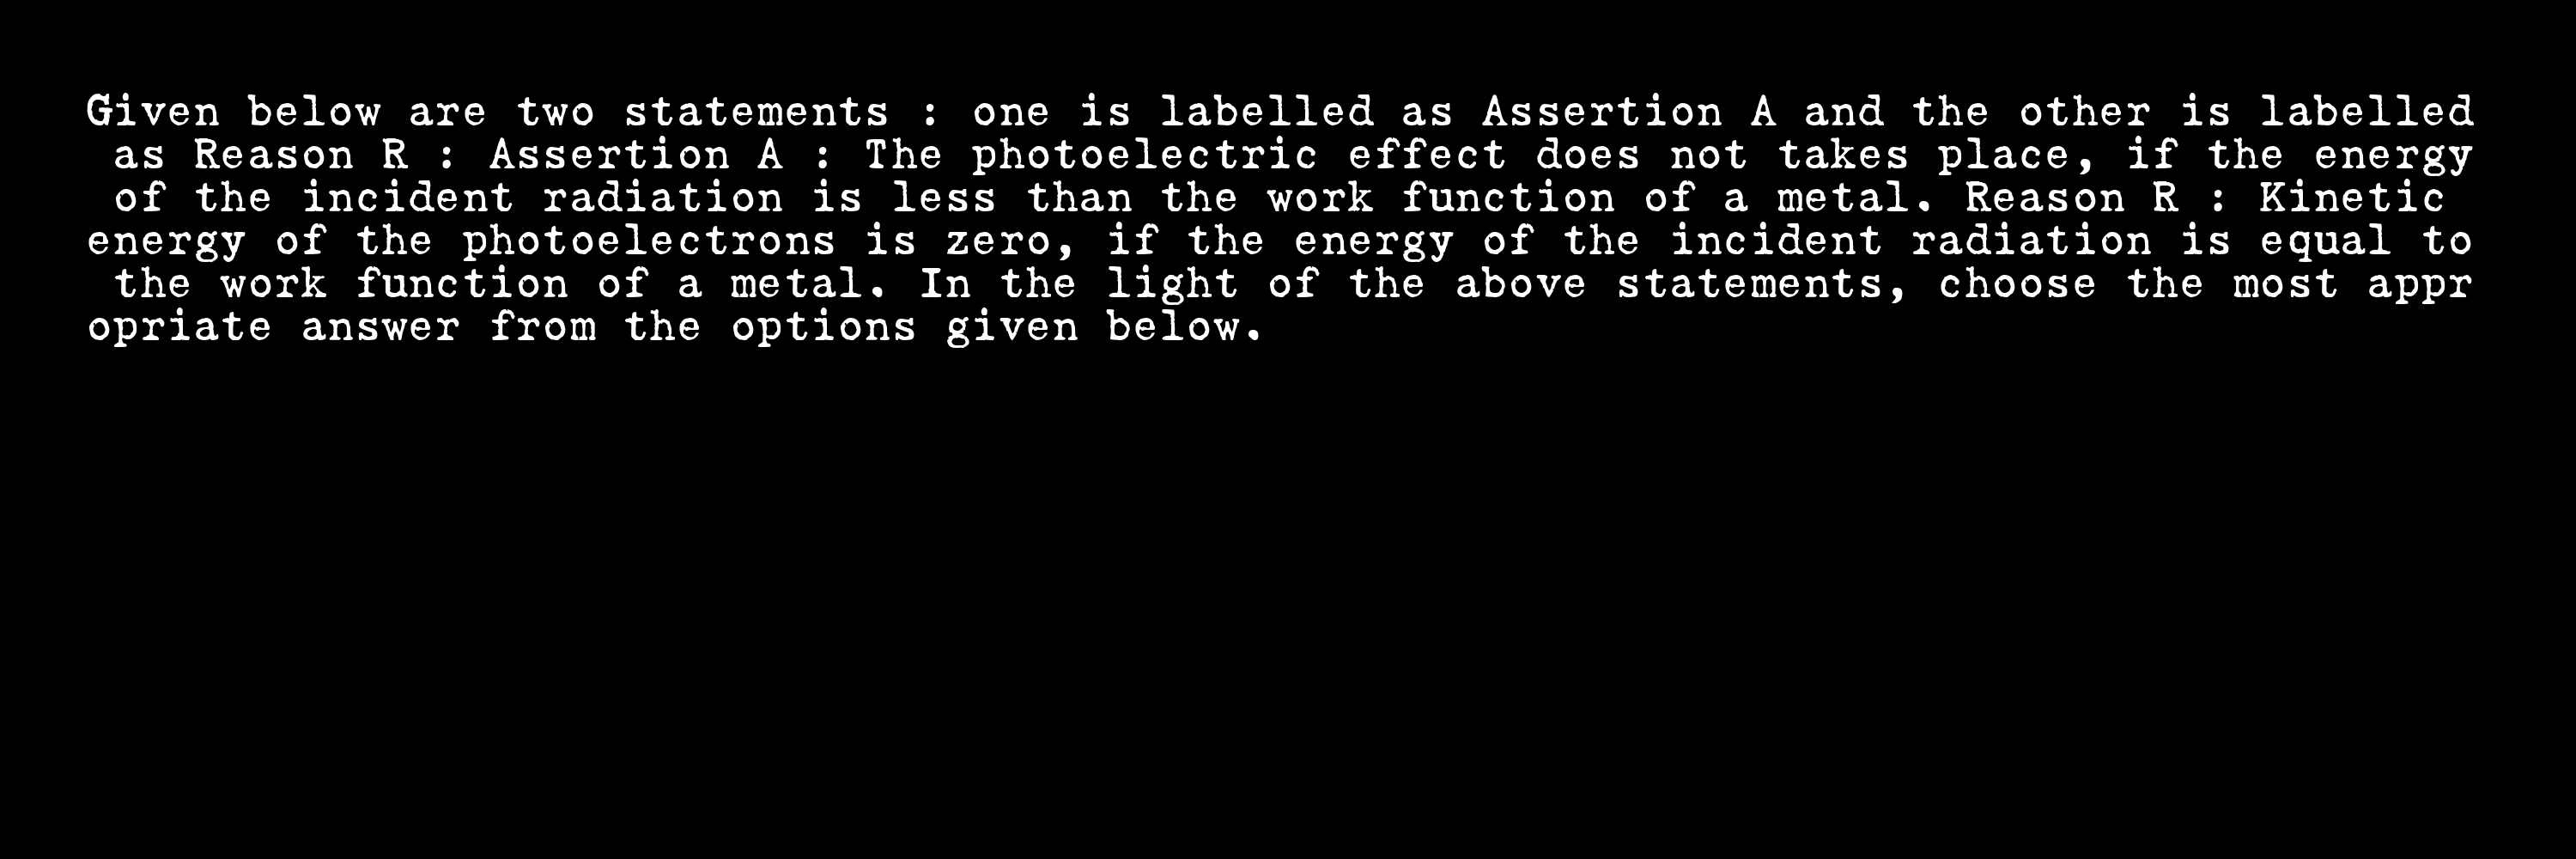 Given below are two statements : one is labelled as Assertion A and the other is labelled
as Reason R : Assertion A : The photoelectric effect does not takes place, if the energy
of the incident radiation is less than the work function of a metal. Reason R : Kinetic
energy of the photoelectrons is zero, if the energy of the incident radiation is equal to
the work function of a metal. In the light of the above statements, choose the most appr
opriate answer from the options given below.